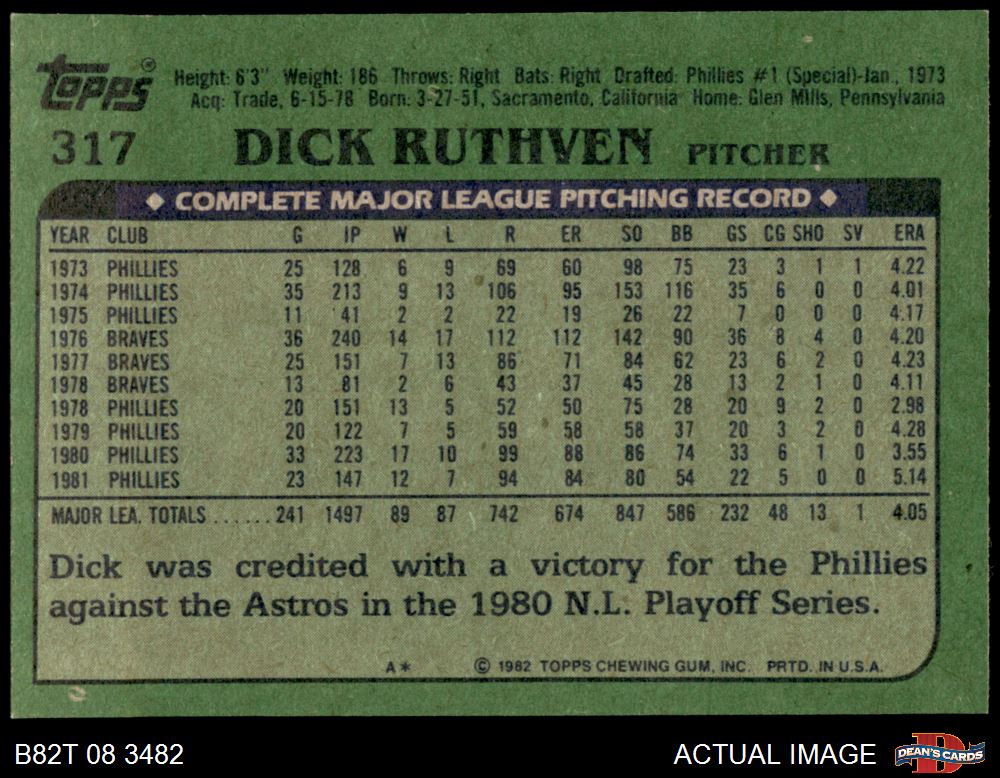 topps®
Height: 6'3" Weight: 186 Throws: Right Bats: Right Drafted: Phillies #1 (Special)-Jan., 1973
Acq: Trade, 6-15-78 Born: 3-27-51, Sacramento, California Home: Glen Mills, Pennsylvania
317 DICK RUTHVEN PITCHER
◆ COMPLETE MAJOR LEAGUE PITCHING RECORD ◆
YEAR CLUB G IP W L R ER SO BB GS CG SHO SV ERA
1973 PHILLIES 25 128 6 9 69 60 98 75 23 3 1 1 4.22
1974 PHILLIES 35 213 9 13 106 95 153 116 35 6 0 0 4.01
1975 PHILLIES 11 41 2 2 22 19 26 22 7 0 0 0 4.17
1976 BRAVES 36 240 14 17 112 112 142 90 36 8 4 0 4.20
1977 BRAVES 25 151 7 13 86 71 84 62 23 6 2 0 4.23
1978 BRAVES 13 81 2 6 43 37 45 28 13 2 1 0 4.11
1978 PHILLIES 20 151 13 5 52 50 75 28 20 9 2 0 2.98
1979 PHILLIES 20 122 7 5 59 58 58 37 20 3 2 0 4.28
1980 PHILLIES 33 223 17 10 99 88 86 74 33 6 1 0 3.55
1981 PHILLIES 23 147 12 7 94 84 80 54 22 5 0 0 5.14
MAJOR LEA. TOTALS ...... 241 1497 89 87 742 674 847 586 232 48 13 1 4.05
Dick was credited with a victory for the Phillies
against the Astros in the 1980 N.L. Playoff Series.
A* © 1982 TOPPS CHEWING GUM, INC. PRTD. IN U.S.A.
B82T 08 3482 ACTUAL IMAGE DEAN'S CARDS